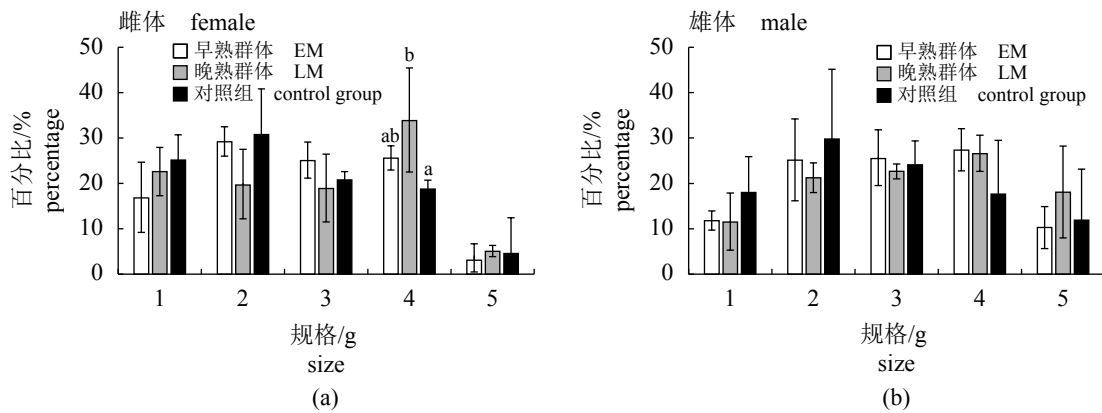 雌体 female
50
40
30
20
10
0
百分比/%
percentage
早熟群体 EM
晚熟群体 LM
对照组 control group
b
ab
a
1 2 3 4 5
规格/g
size
(a)
雄体 male
50
40
30
20
10
0
百分比/%
percentage
早熟群体 EM
晚熟群体 LM
对照组 control group
1 2 3 4 5
规格/g
size
(b)